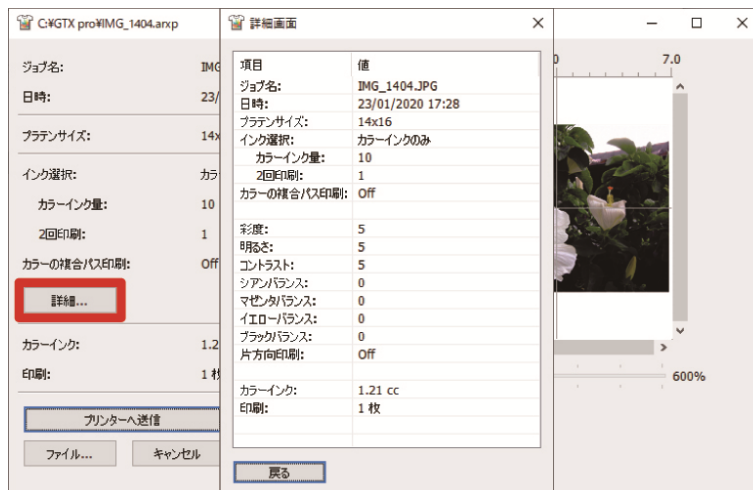 C:¥GTX pro¥IMG_1404.arxp
ジョブ名: IMG
日時: 23/
プラテンサイズ: 14x
インク選択: カラー
カラーインク量: 10
2回印刷: 1
カラーの複合パス印刷: Off
詳細...
カラーインク: 1.2
印刷: 1 枚
プリンターへ送信
ファイル... キャンセル
詳細画面
項目 値
ジョブ名: IMG_1404.JPG
日時: 23/01/2020 17:28
プラテンサイズ: 14x16
インク選択: カラーインクのみ
カラーインク量: 10
2回印刷: 1
カラーの複合パス印刷: Off
彩度: 5
明るさ: 5
コントラスト: 5
シアンバランス: 0
マゼンタバランス: 0
イエローバランス: 0
ブラックバランス: 0
片方向印刷: Off
カラーインク: 1.21 cc
印刷: 1 枚
戻る
7.0
600%